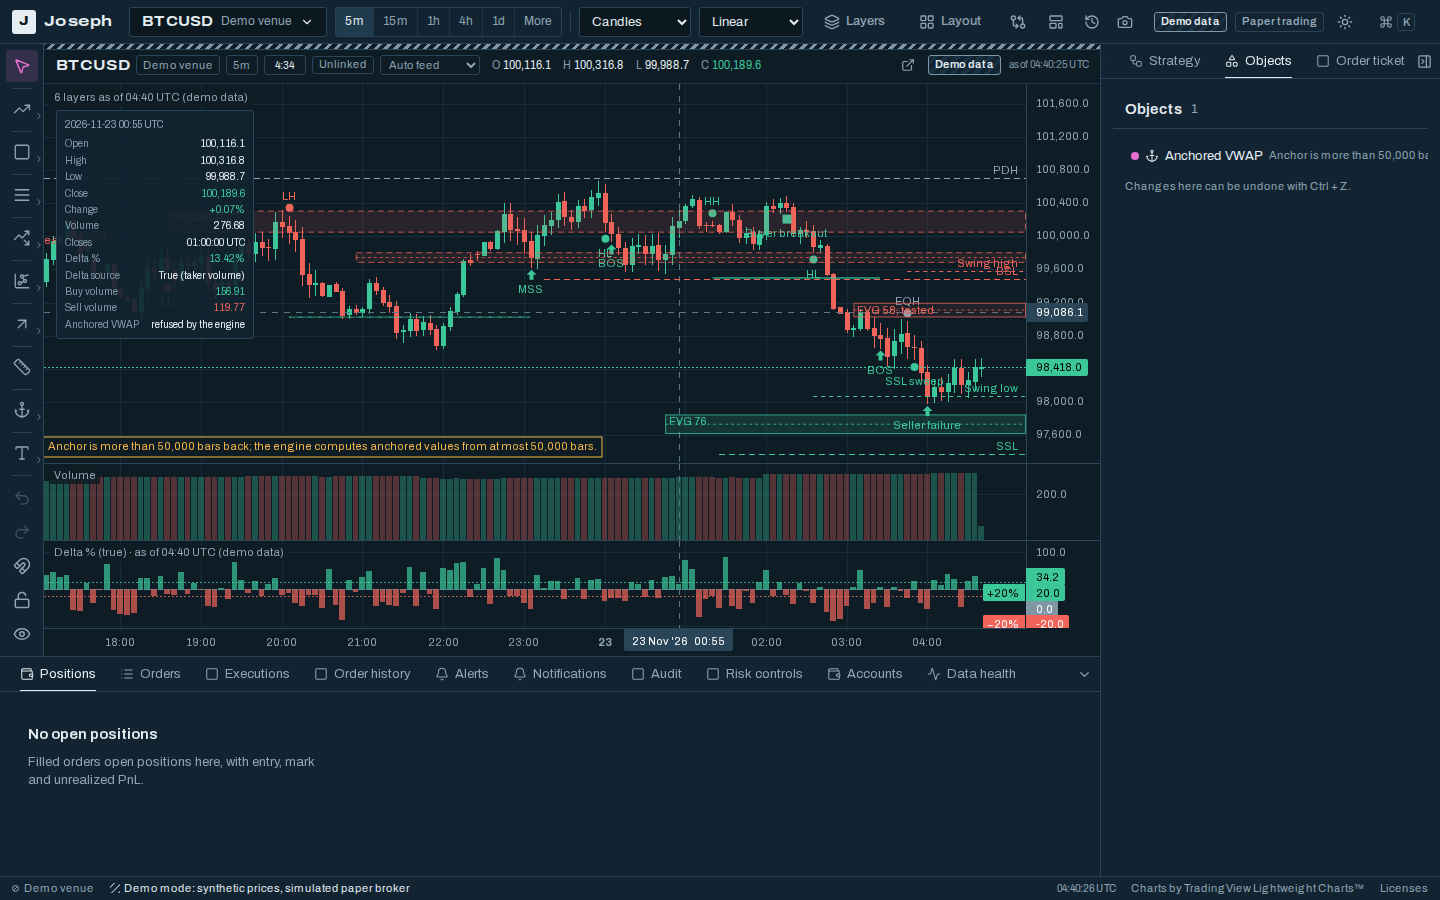 J Joseph BTCUSD Demo venue 5m 15m 1h 4h 1d More Candles Linear Layers Layout Demo data Paper trading ⌘ K
BTCUSD Demo venue 5m 4:34 Unlinked Auto feed O 100,116.1 H 100,316.8 L 99,988.7 C 100,189.6 Demo data as of 04:40:25 UTC
Strategy Objects Order ticket
6 layers as of 04:40 UTC (demo data)
Objects 1
Anchored VWAP Anchor is more than 50,000 ba
Changes here can be undone with Ctrl + Z.
2026-11-23 00:55 UTC
Open 100,116.1
High 100,316.8
Low 99,988.7
Close 100,189.6
Change +0.07%
Volume 276.68
Closes 01:00:00 UTC
Delta % 13.42%
Delta source True (taker volume)
Buy volume 156.91
Sell volume 119.77
Anchored VWAP refused by the engine
101,600.0
101,200.0
100,800.0
100,400.0
100,000.0
99,600.0
99,200.0
99,086.1
98,800.0
98,418.0
98,000.0
97,600.0
PDH
LH
HH
HL
BOS
MSS
HL
Swing high
BSL
EQH
FVG 58, tested
BOS
SSL sweep
Swing low
FVG 76
Seller failure
SSL
Anchor is more than 50,000 bars back; the engine computes anchored values from at most 50,000 bars.
Volume
200.0
Delta % (true) · as of 04:40 UTC (demo data)
100.0
34.2
+20% 20.0
0.0
−20% -20.0
18:00 19:00 20:00 21:00 22:00 23:00 23 23 Nov '26 00:55 02:00 03:00 04:00
Positions Orders Executions Order history Alerts Notifications Audit Risk controls Accounts Data health
No open positions
Filled orders open positions here, with entry, mark
and unrealized PnL.
Demo venue Demo mode: synthetic prices, simulated paper broker 04:40:26 UTC Charts by TradingView Lightweight Charts™ Licenses